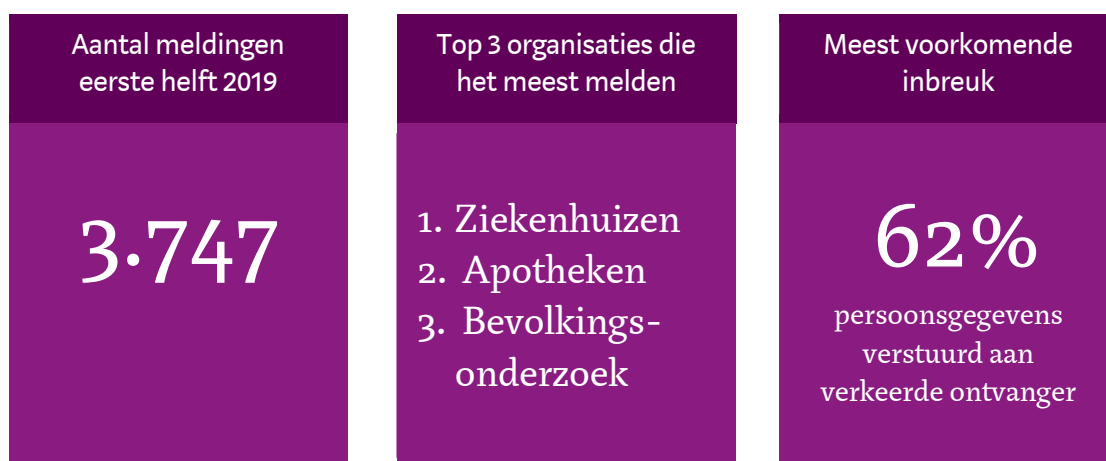 Aantal meldingen
eerste helft 2019
3.747
Top 3 organisaties die
het meest melden
1. Ziekenhuizen
2. Apotheken
3. Bevolkings-
onderzoek
Meest voorkomende
inbreuk
62%
persoonsgegevens
verstuurd aan
verkeerde ontvanger